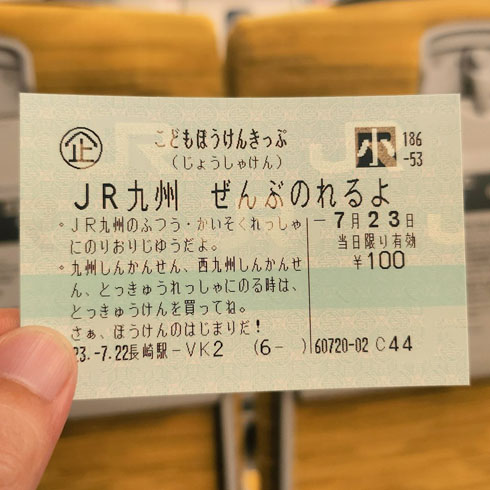 企 こどもぼうけんきっぷ 小 186
(じょうしゃけん) -53
JR九州 ぜんぶのれるよ
・JR九州のふつう・かいそくれっしゃ
にのりおりじゆうだよ。
・九州しんかんせん、西九州しんかんせ
ん、とっきゅうれっしゃにのる時は、
とっきゅうけんを買ってね。
さぁ、ぼうけんのはじまりだ!
-7月23日
当日限り有効
¥100
23.-7.22長崎駅-VK2 (6- ) 60720-02 C44